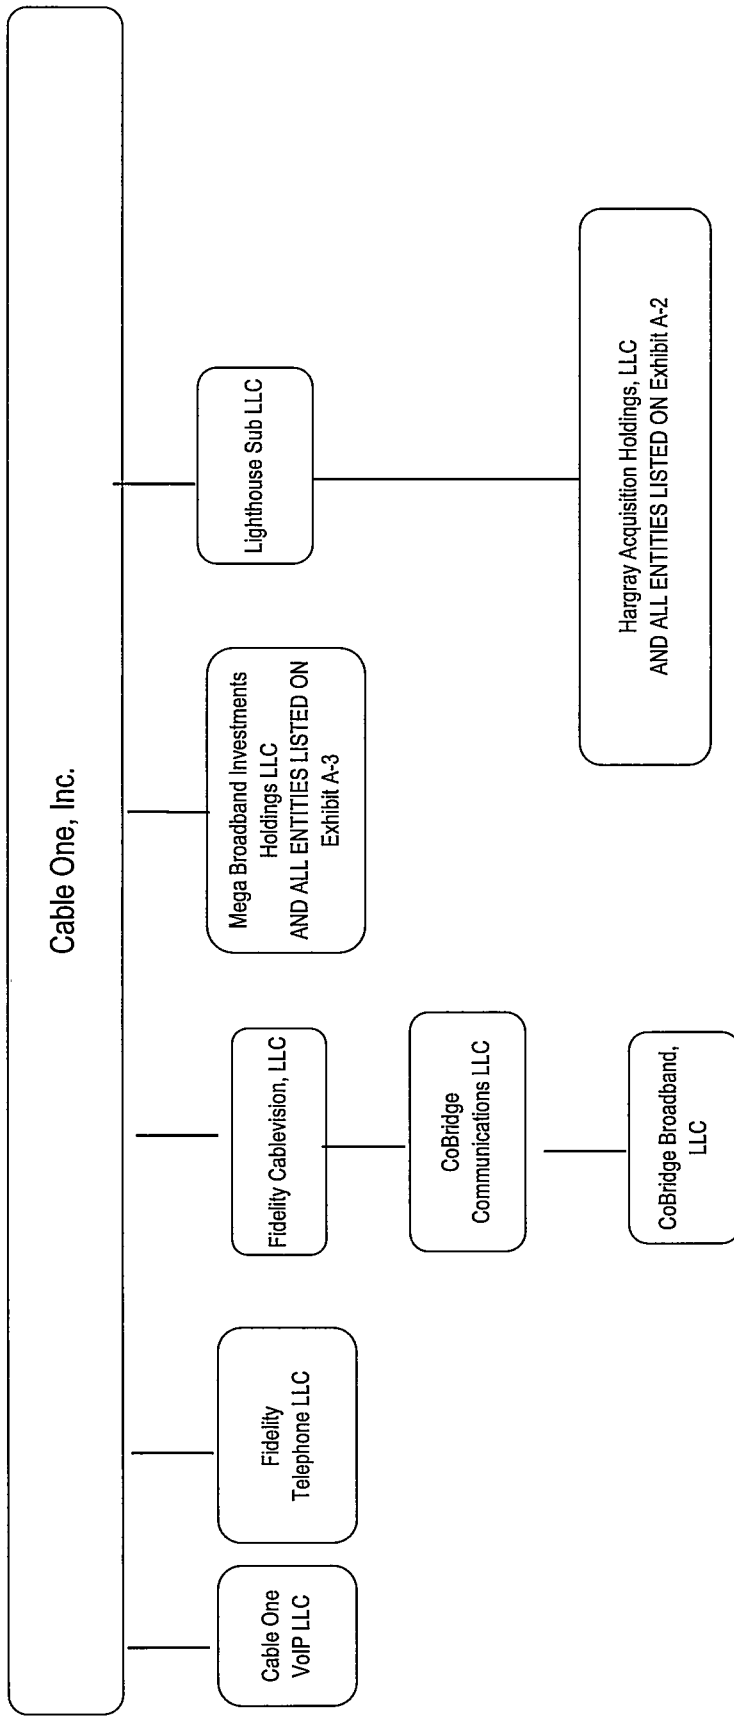 Cable One, Inc.
Cable One
VoIP LLC
Fidelity
Telephone LLC
Fidelity Cablevision, LLC
CoBridge
Communications LLC
CoBridge Broadband,
LLC
Mega Broadband Investments
Holdings LLC
AND ALL ENTITIES LISTED ON
Exhibit A-3
Lighthouse Sub LLC
Hargray Acquisition Holdings, LLC
AND ALL ENTITIES LISTED ON Exhibit A-2